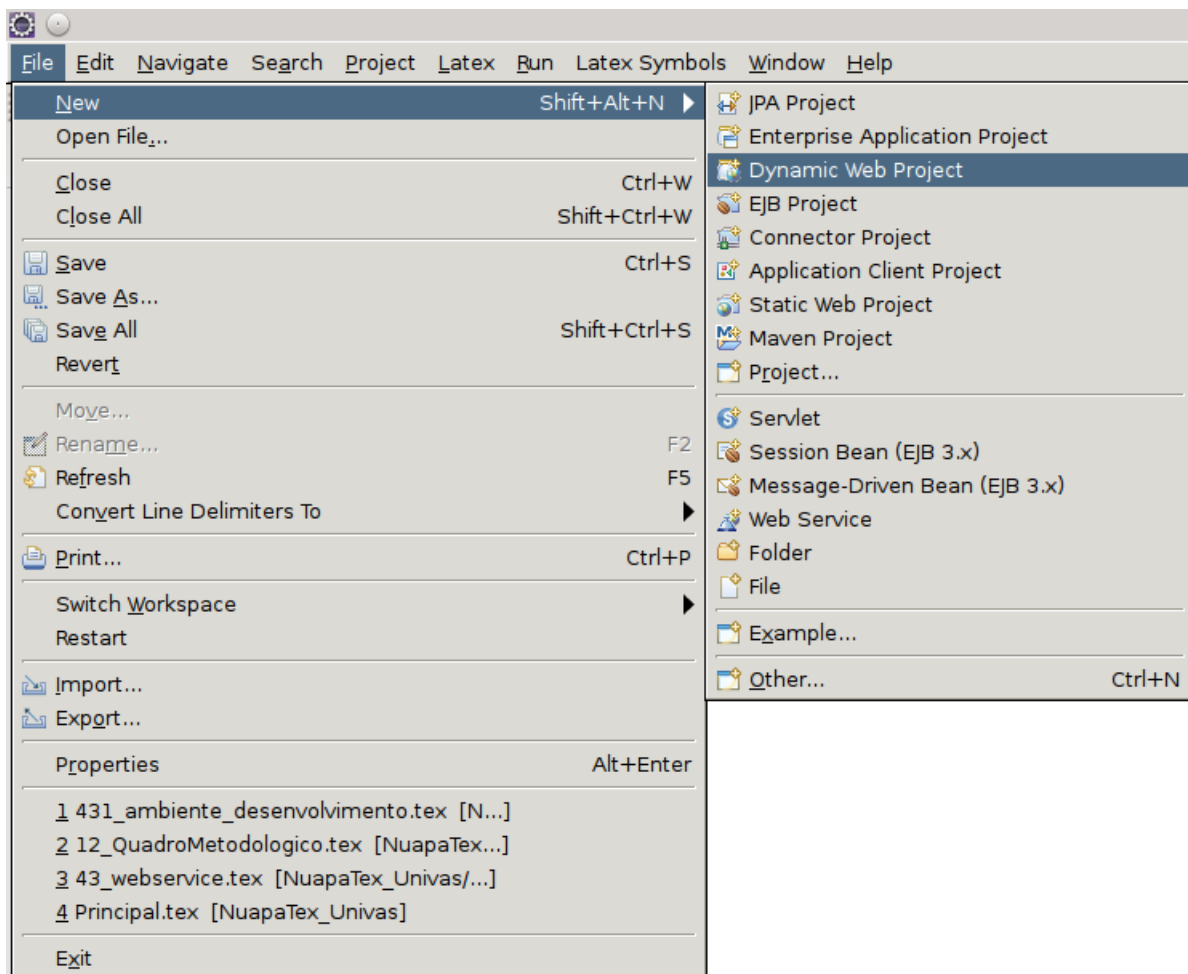 File Edit Navigate Search Project Latex Run Latex Symbols Window Help
New Shift+Alt+N
Open File...
Close Ctrl+W
Close All Shift+Ctrl+W
Save Ctrl+S
Save As...
Save All Shift+Ctrl+S
Revert
Move...
Rename... F2
Refresh F5
Convert Line Delimiters To
Print... Ctrl+P
Switch Workspace
Restart
Import...
Export...
Properties Alt+Enter
1 431_ambiente_desenvolvimento.tex [N...]
2 12_QuadroMetodologico.tex [NuapaTex...]
3 43_webservice.tex [NuapaTex_Univas/...]
4 Principal.tex [NuapaTex_Univas]
Exit
JPA Project
Enterprise Application Project
Dynamic Web Project
EJB Project
Connector Project
Application Client Project
Static Web Project
Maven Project
Project...
Servlet
Session Bean (EJB 3.x)
Message-Driven Bean (EJB 3.x)
Web Service
Folder
File
Example...
Other... Ctrl+N